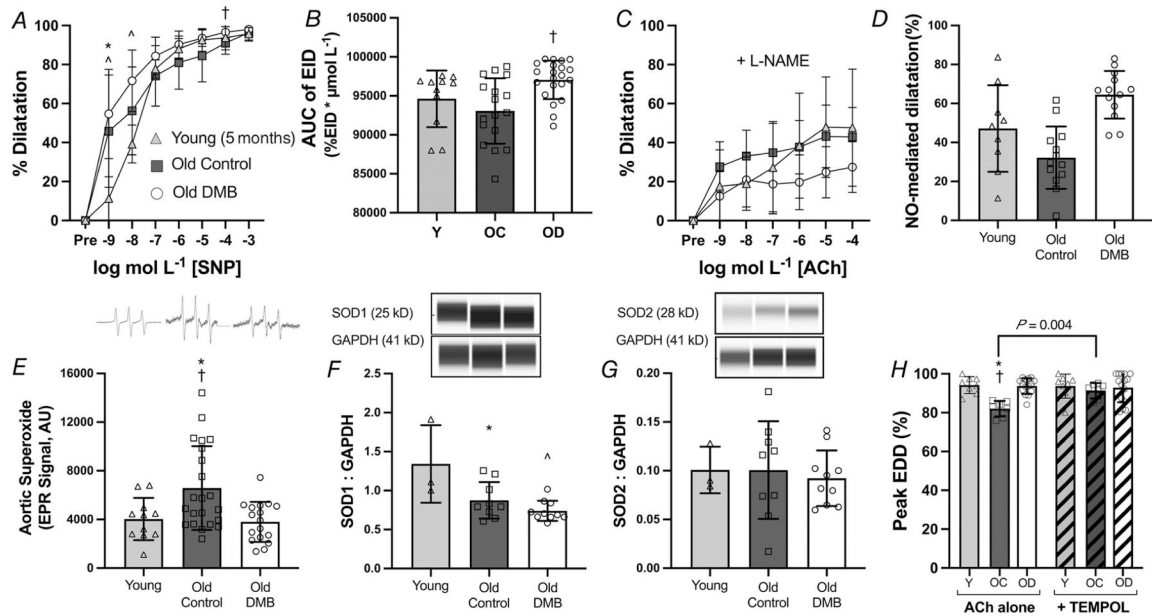 A
% Dilatation
100
80
60
40
20
0
*
^
^
†
Young (5 months)
Old Control
Old DMB
Pre -9 -8 -7 -6 -5 -4 -3
log mol L-1 [SNP]
B
AUC of EID
(%EID * µmol L-1)
100000
95000
90000
85000
80000
†
Y OC OD
C
% Dilatation
100
80
60
40
20
0
+ L-NAME
Pre -9 -8 -7 -6 -5 -4
log mol L-1 [ACh]
D
NO-mediated dilatation(%)
100
80
60
40
20
0
Young
Old
Control
Old
DMB
E
Aortic Superoxide
(EPR Signal, AU)
16000
12000
8000
4000
0
*
†
Young
Old
Control
Old
DMB
SOD1 (25 kD)
GAPDH (41 kD)
F
SOD1 : GAPDH
2.5
2.0
1.5
1.0
0.5
0.0
*
^
Young
Old
Control
Old
DMB
SOD2 (28 kD)
GAPDH (41 kD)
G
SOD2 : GAPDH
0.20
0.15
0.10
0.05
0.00
Young
Old
Control
Old
DMB
H
Peak EDD (%)
100
80
60
40
20
0
P = 0.004
*
†
Y OC OD Y OC OD
ACh alone + TEMPOL